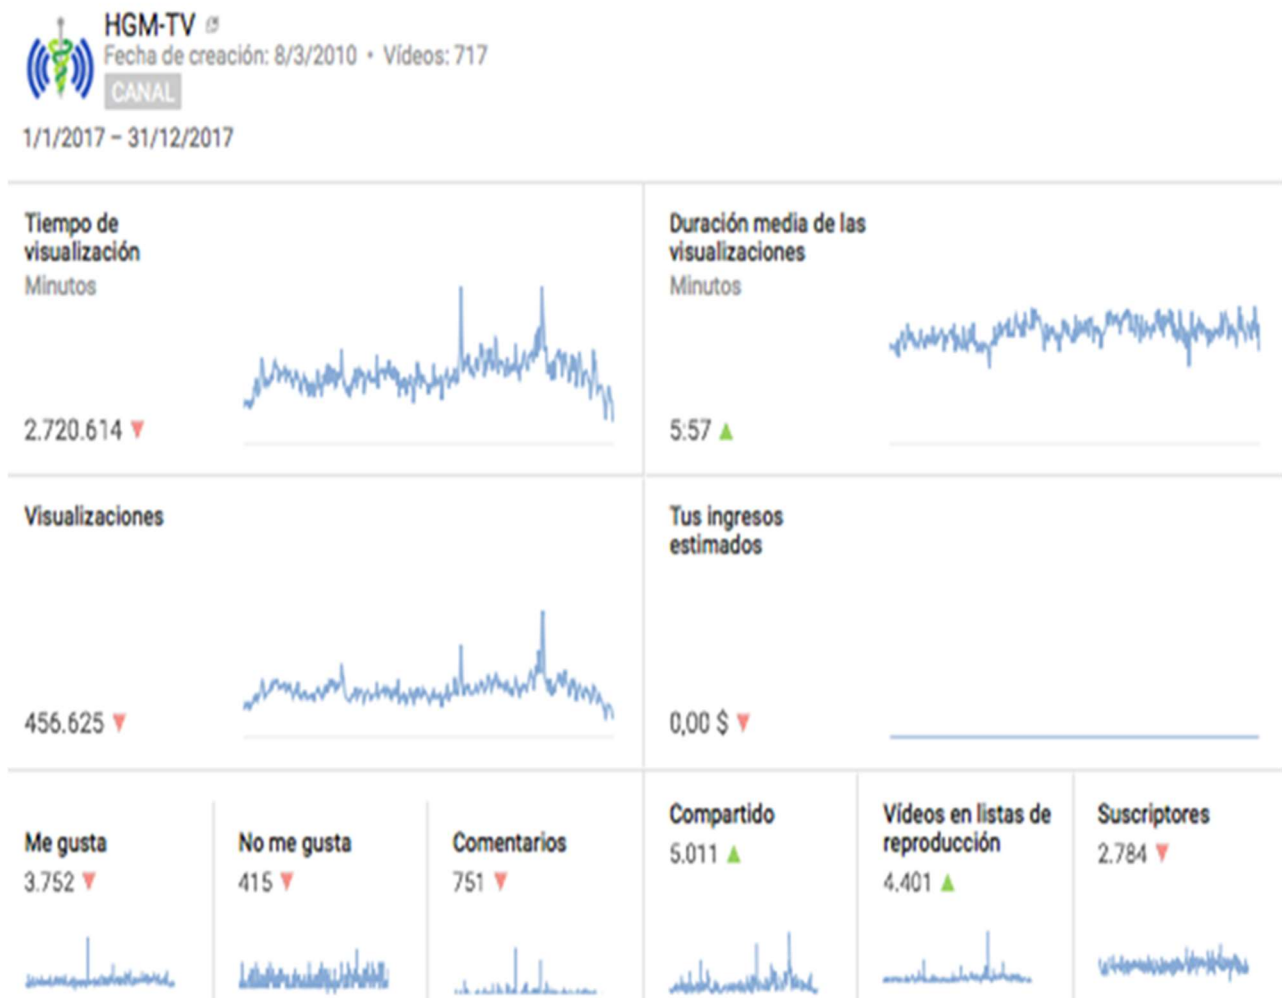 HGM-TV
Fecha de creación: 8/3/2010 • Vídeos: 717
CANAL
1/1/2017 – 31/12/2017
Tiempo de
visualización
Minutos
2.720.614 ▼
Duración media de las
visualizaciones
Minutos
5:57 ▲
Visualizaciones
456.625 ▼
Tus ingresos
estimados
0,00 $ ▼
Me gusta
3.752 ▼
No me gusta
415 ▼
Comentarios
751 ▼
Compartido
5.011 ▲
Vídeos en listas de
reproducción
4.401 ▲
Suscriptores
2.784 ▼